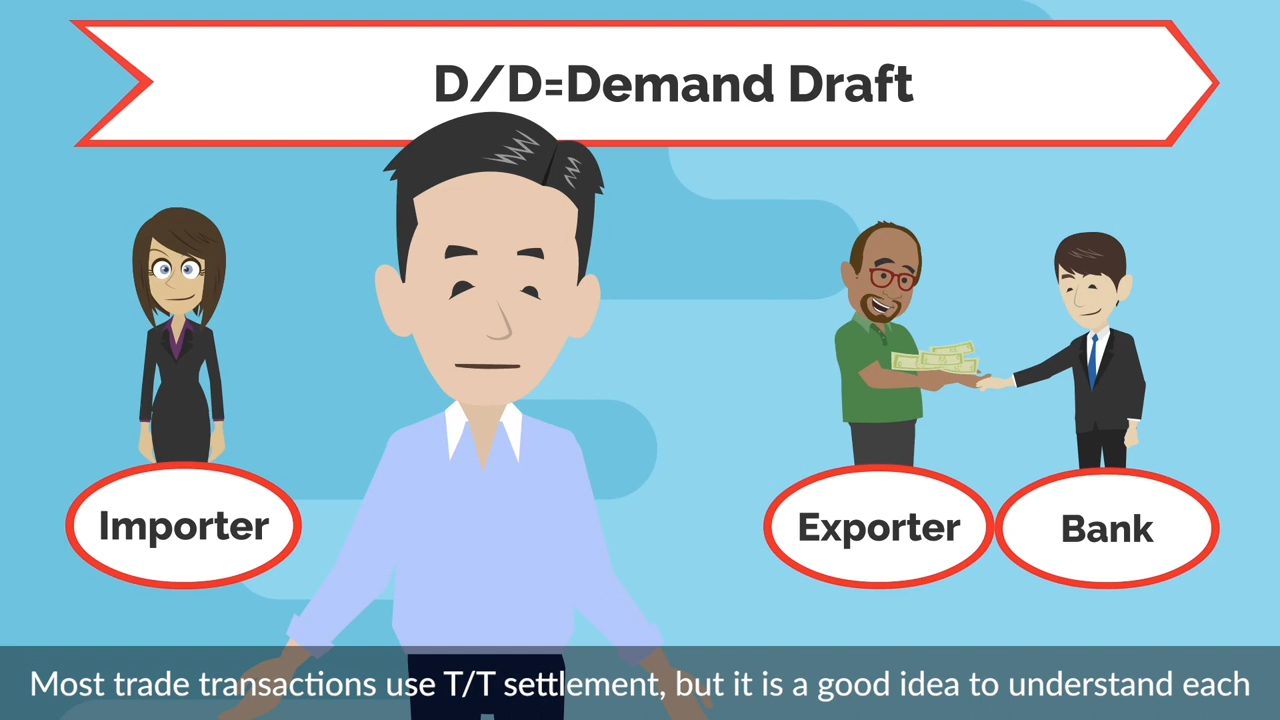 D/D=Demand Draft
Importer
Exporter
Bank
Most trade transactions use T/T settlement, but it is a good idea to understand each